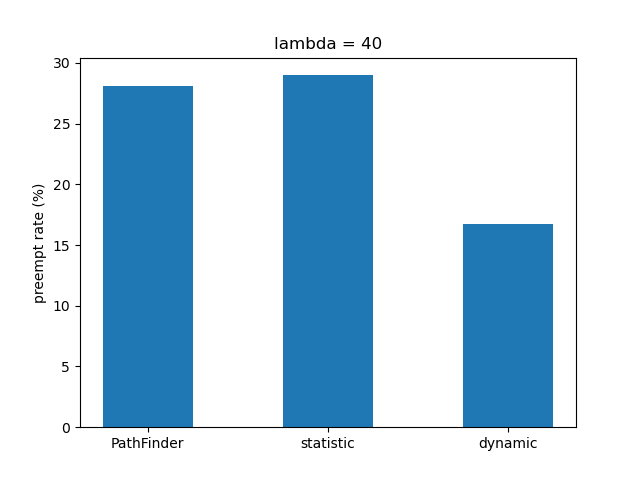 lambda = 40
preempt rate (%)
30
25
20
15
10
5
0
PathFinder
statistic
dynamic